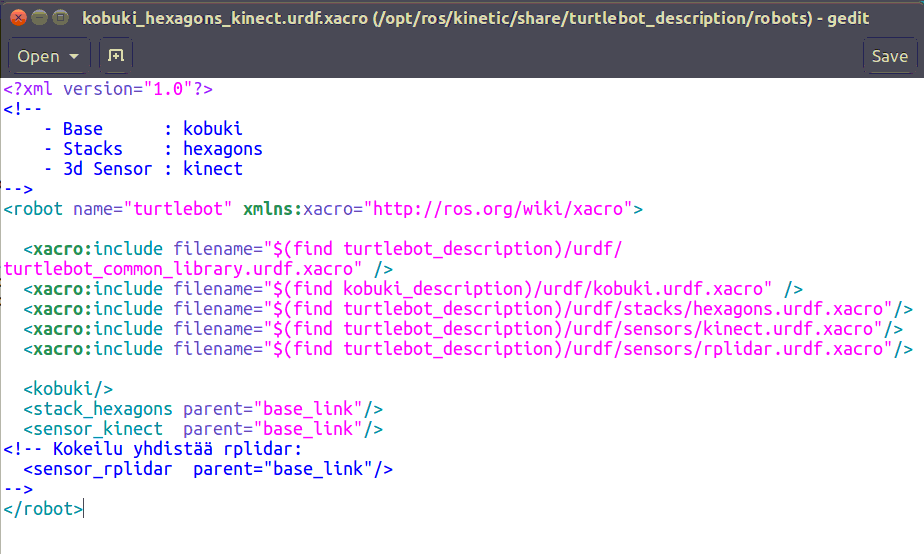 kobuki_hexagons_kinect.urdf.xacro (/opt/ros/kinetic/share/turtlebot_description/robots) - gedit
Open
Save
<?xml version="1.0"?>
<!--
    - Base      : kobuki
    - Stacks    : hexagons
    - 3d Sensor : kinect
-->
<robot name="turtlebot" xmlns:xacro="http://ros.org/wiki/xacro">

  <xacro:include filename="$(find turtlebot_description)/urdf/
turtlebot_common_library.urdf.xacro" />
  <xacro:include filename="$(find kobuki_description)/urdf/kobuki.urdf.xacro" />
  <xacro:include filename="$(find turtlebot_description)/urdf/stacks/hexagons.urdf.xacro"/>
  <xacro:include filename="$(find turtlebot_description)/urdf/sensors/kinect.urdf.xacro"/>
  <xacro:include filename="$(find turtlebot_description)/urdf/sensors/rplidar.urdf.xacro"/>

  <kobuki/>
  <stack_hexagons parent="base_link"/>
  <sensor_kinect  parent="base_link"/>
<!-- Kokeilu yhdistää rplidar:
  <sensor_rplidar  parent="base_link"/>
-->
</robot>